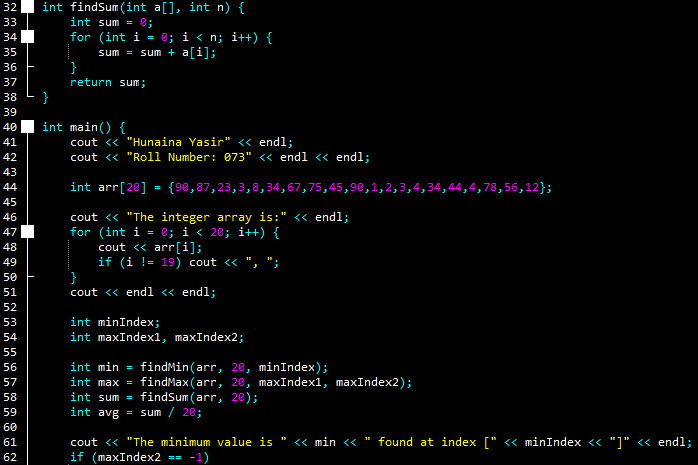 32 int findSum(int a[], int n) {
33     int sum = 0;
34     for (int i = 0; i < n; i++) {
35         sum = sum + a[i];
36     }
37     return sum;
38 }
39
40 int main() {
41     cout << "Hunaina Yasir" << endl;
42     cout << "Roll Number: 073" << endl << endl;
43
44     int arr[20] = {90,87,23,3,8,34,67,75,45,90,1,2,3,4,34,44,4,78,56,12};
45
46     cout << "The integer array is:" << endl;
47     for (int i = 0; i < 20; i++) {
48         cout << arr[i];
49         if (i != 19) cout << ", ";
50     }
51     cout << endl << endl;
52
53     int minIndex;
54     int maxIndex1, maxIndex2;
55
56     int min = findMin(arr, 20, minIndex);
57     int max = findMax(arr, 20, maxIndex1, maxIndex2);
58     int sum = findSum(arr, 20);
59     int avg = sum / 20;
60
61     cout << "The minimum value is " << min << " found at index [" << minIndex << "]" << endl;
62     if (maxIndex2 == -1)